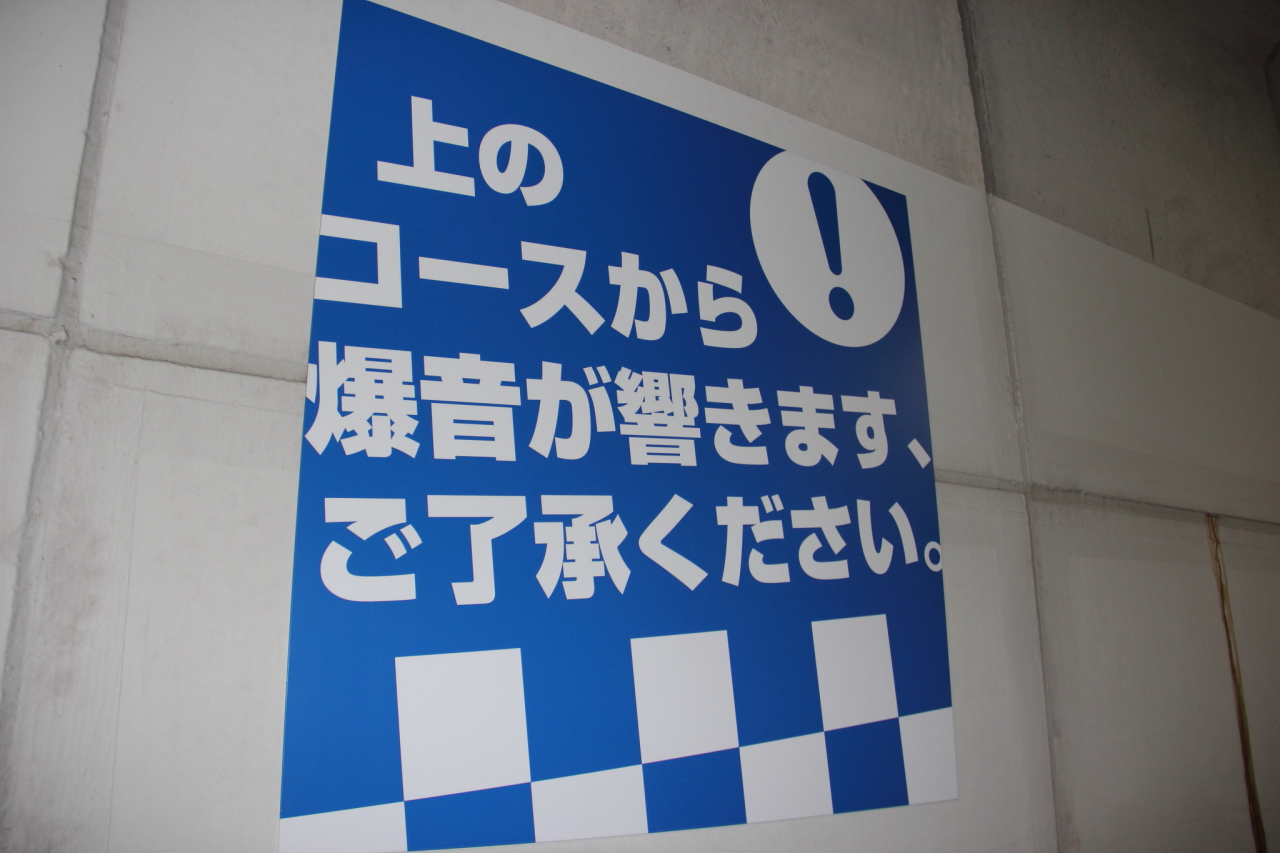 上の
コースから
爆音が響きます、
ご了承ください。